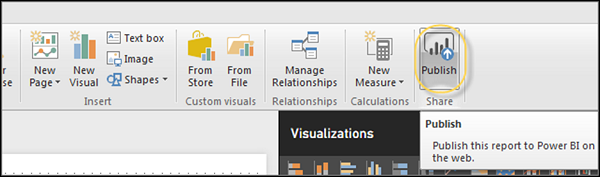 New
Page
New
Visual
Text box
Image
Shapes
Insert
From
Store
From
File
Custom visuals
Manage
Relationships
Relationships
New
Measure
Calculations
Publish
Share
Visualizations
Publish
Publish this report to Power BI on
the web.